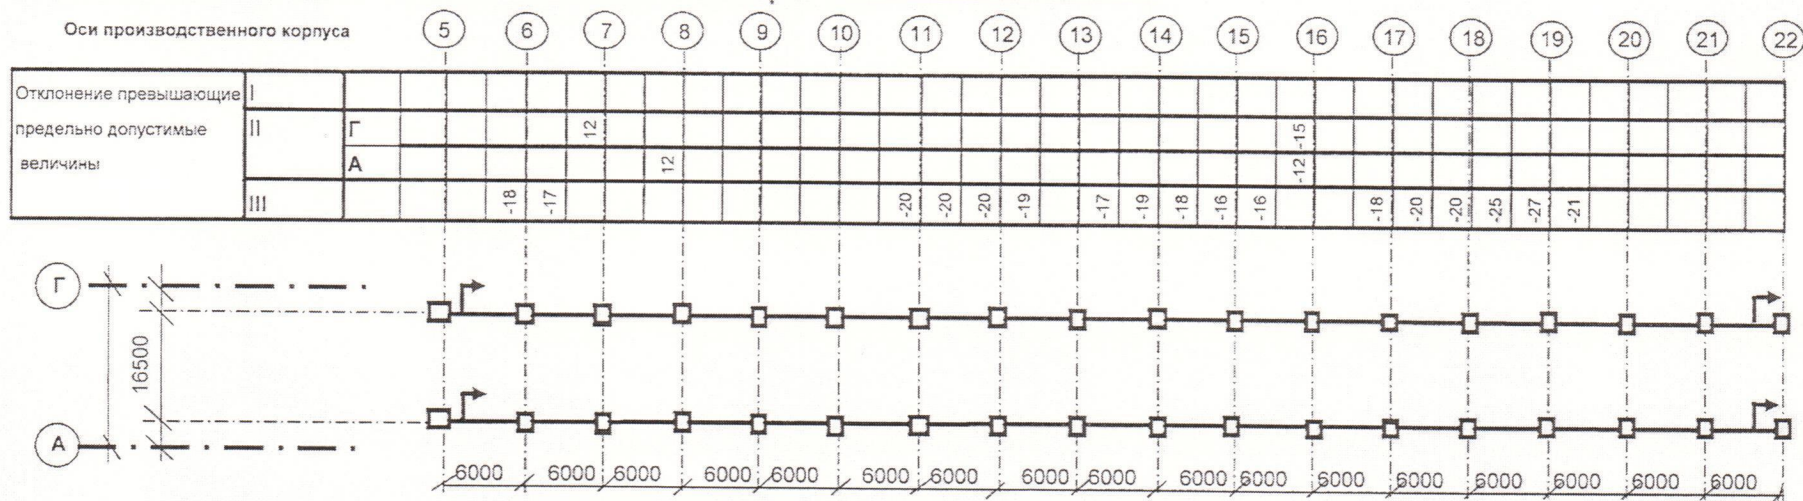 Оси производственного корпуса 5 6 7 8 9 10 11 12 13 14 15 16 17 18 19 20 21 22
Отклонение превышающие I
предельно допустимые II Г 12 -15
величины А 12 -12
III -18 -17 -20 -20 -20 -19 -17 -19 -18 -16 -16 -18 -20 -20 -25 -27 -21
Г
16500
А
6000 6000 6000 6000 6000 6000 6000 6000 6000 6000 6000 6000 6000 6000 6000 6000 6000